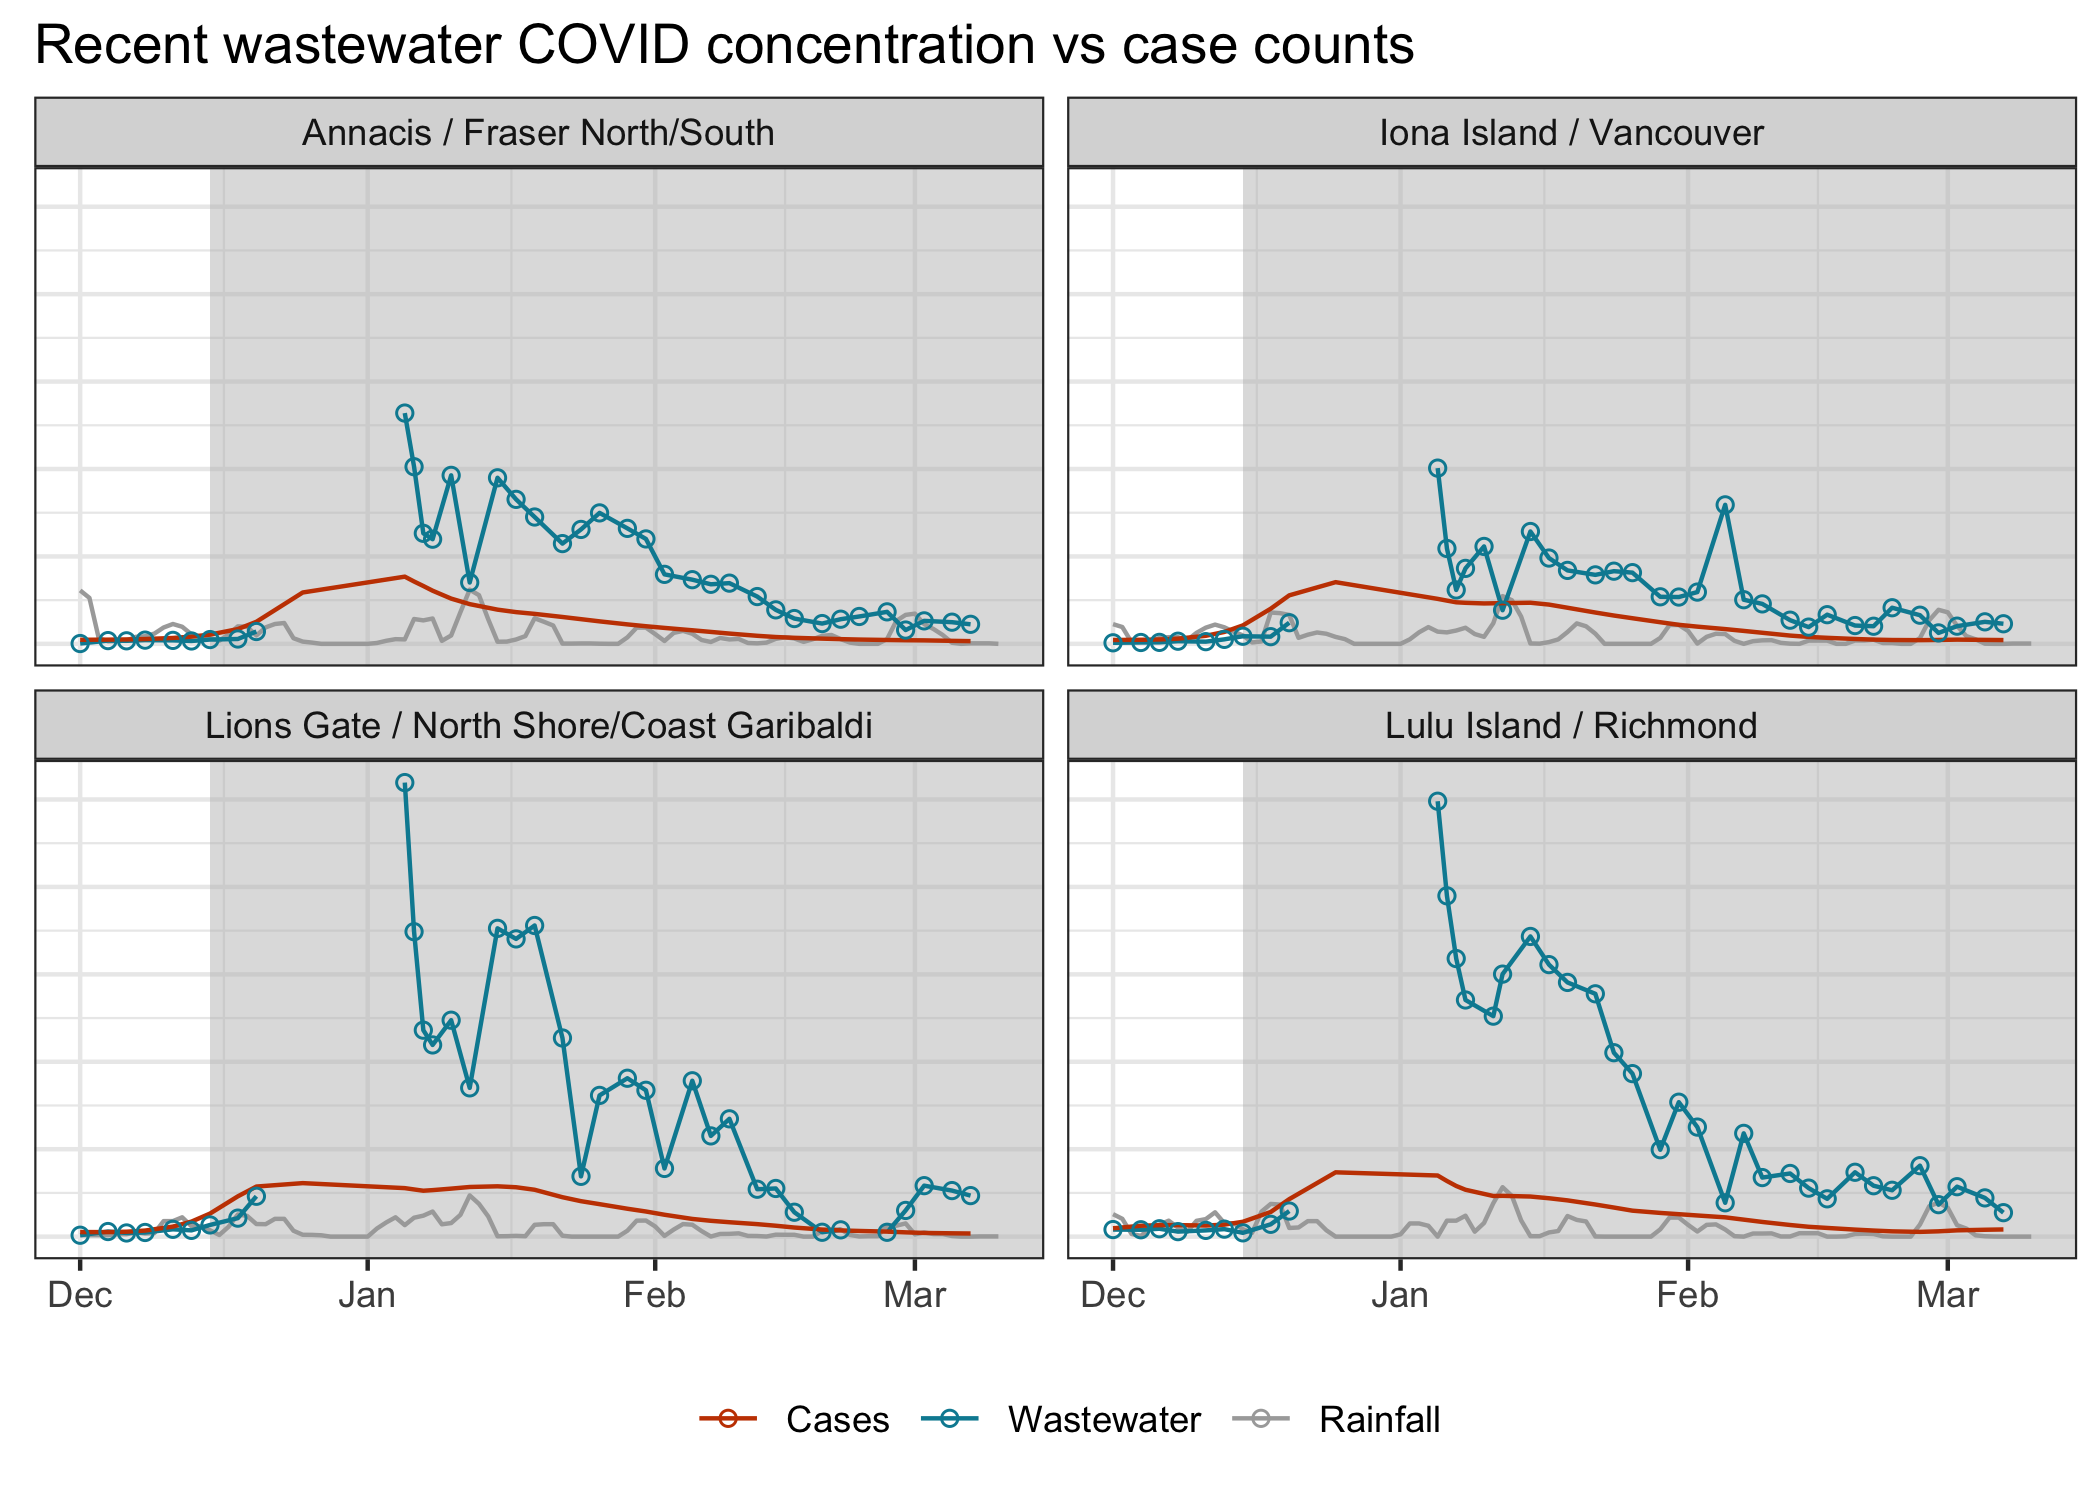 Recent wastewater COVID concentration vs case counts
Annacis / Fraser North/South
Iona Island / Vancouver
Lions Gate / North Shore/Coast Garibaldi
Lulu Island / Richmond
Dec Jan Feb Mar
Dec Jan Feb Mar
Cases Wastewater Rainfall